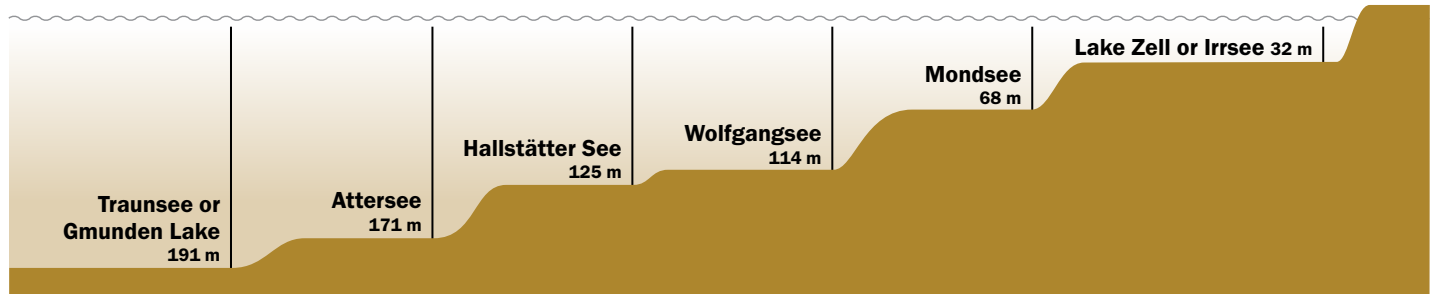 Traunsee or
Gmunden Lake
191 m
Attersee
171 m
Hallstätter See
125 m
Wolfgangsee
114 m
Mondsee
68 m
Lake Zell or Irrsee 32 m